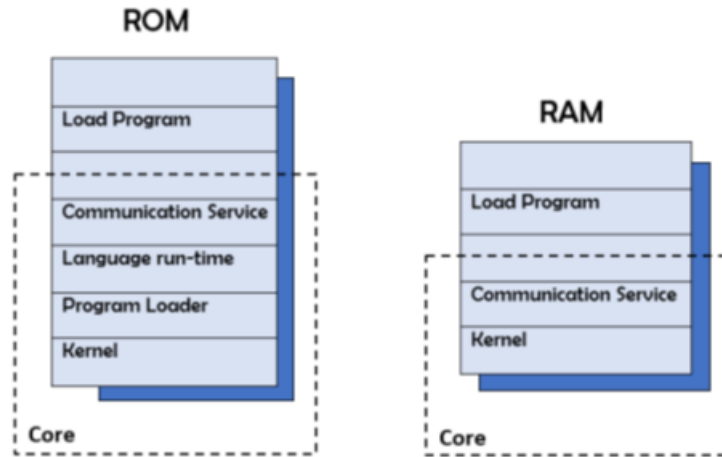 ROM
Load Program
Communication Service
Language run-time
Program Loader
Kernel
Core
RAM
Load Program
Communication Service
Kernel
Core